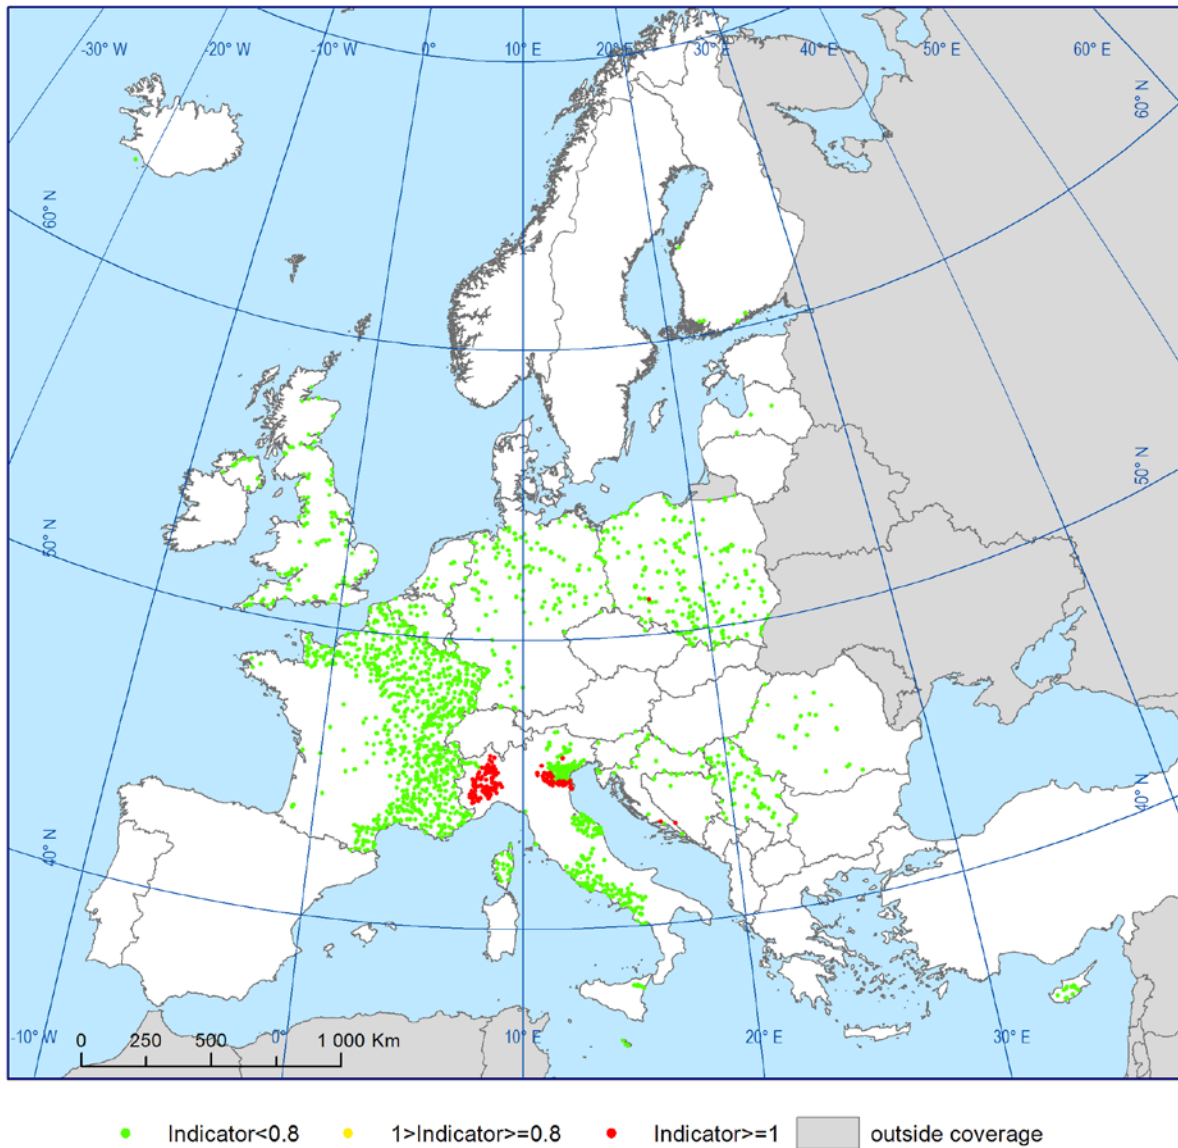 -30° W -20° W -10° W 0° 10° E 20° E 30° E 40° E 50° E 60° E
60° N
60° N
50° N
50° N
40° N
40° N
-10° W 0° 10° E 20° E 30° E
0 250 500 1 000 Km
Indicator<0.8 1>Indicator>=0.8 Indicator>=1 outside coverage